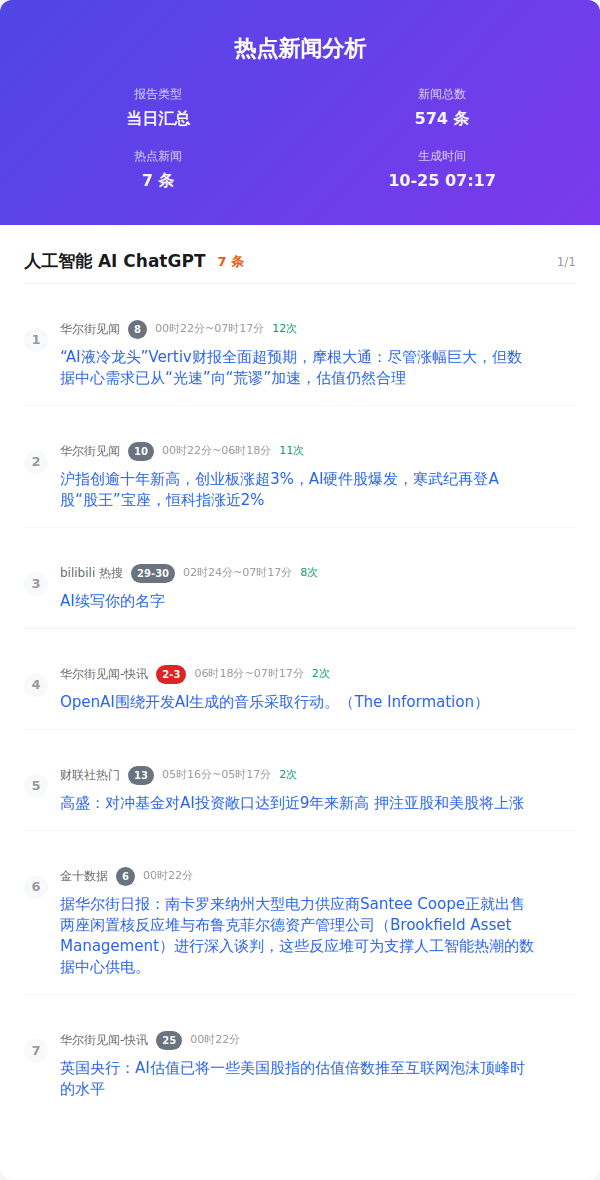 热点新闻分析
报告类型
当日汇总
新闻总数
574 条
热点新闻
7 条
生成时间
10-25 07:17
人工智能 AI ChatGPT 7 条 1/1
1
华尔街见闻 8 00时22分~07时17分 12次
“AI液冷龙头”Vertiv财报全面超预期，摩根大通：尽管涨幅巨大，但数
据中心需求已从“光速”向“荒谬”加速，估值仍然合理
2
华尔街见闻 10 00时22分~06时18分 11次
沪指创逾十年新高，创业板涨超3%，AI硬件股爆发，寒武纪再登A
股“股王”宝座，恒科指涨近2%
3
bilibili 热搜 29-30 02时24分~07时17分 8次
AI续写你的名字
4
华尔街见闻-快讯 2-3 06时18分~07时17分 2次
OpenAI围绕开发AI生成的音乐采取行动。（The Information）
5
财联社热门 13 05时16分~05时17分 2次
高盛：对冲基金对AI投资敞口达到近9年来新高 押注亚股和美股将上涨
6
金十数据 6 00时22分
据华尔街日报：南卡罗来纳州大型电力供应商Santee Coope正就出售
两座闲置核反应堆与布鲁克菲尔德资产管理公司（Brookfield Asset
Management）进行深入谈判，这些反应堆可为支撑人工智能热潮的数
据中心供电。
7
华尔街见闻-快讯 25 00时22分
英国央行：AI估值已将一些美国股指的估值倍数推至互联网泡沫顶峰时
的水平